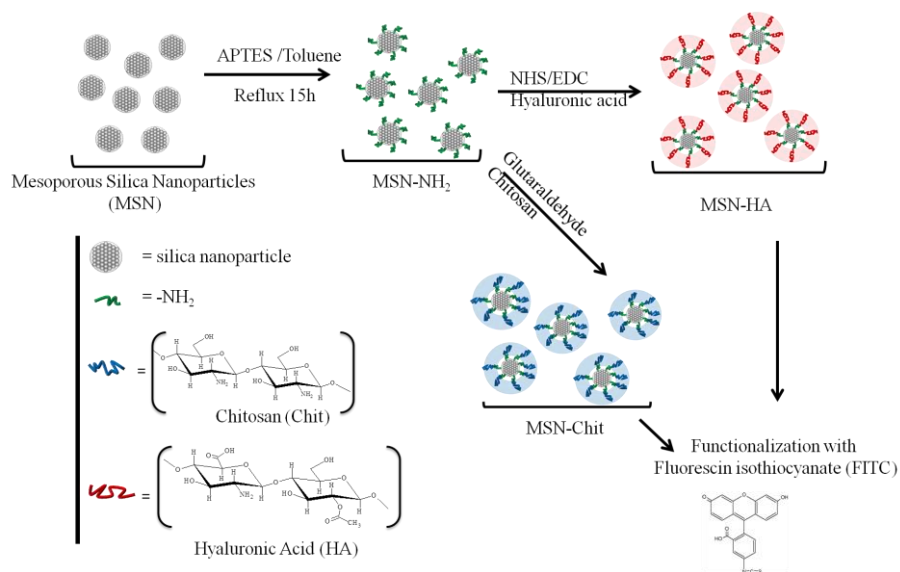 APTES /Toluene
Reflux 15h
NHS/EDC
Hyaluronic acid
Mesoporous Silica Nanoparticles
(MSN)
MSN-NH₂
MSN-HA
Glutaraldehyde
Chitosan
= silica nanoparticle
= -NH₂
=
Chitosan (Chit)
MSN-Chit
Functionalization with
Fluorescin isothiocyanate (FITC)
=
Hyaluronic Acid (HA)